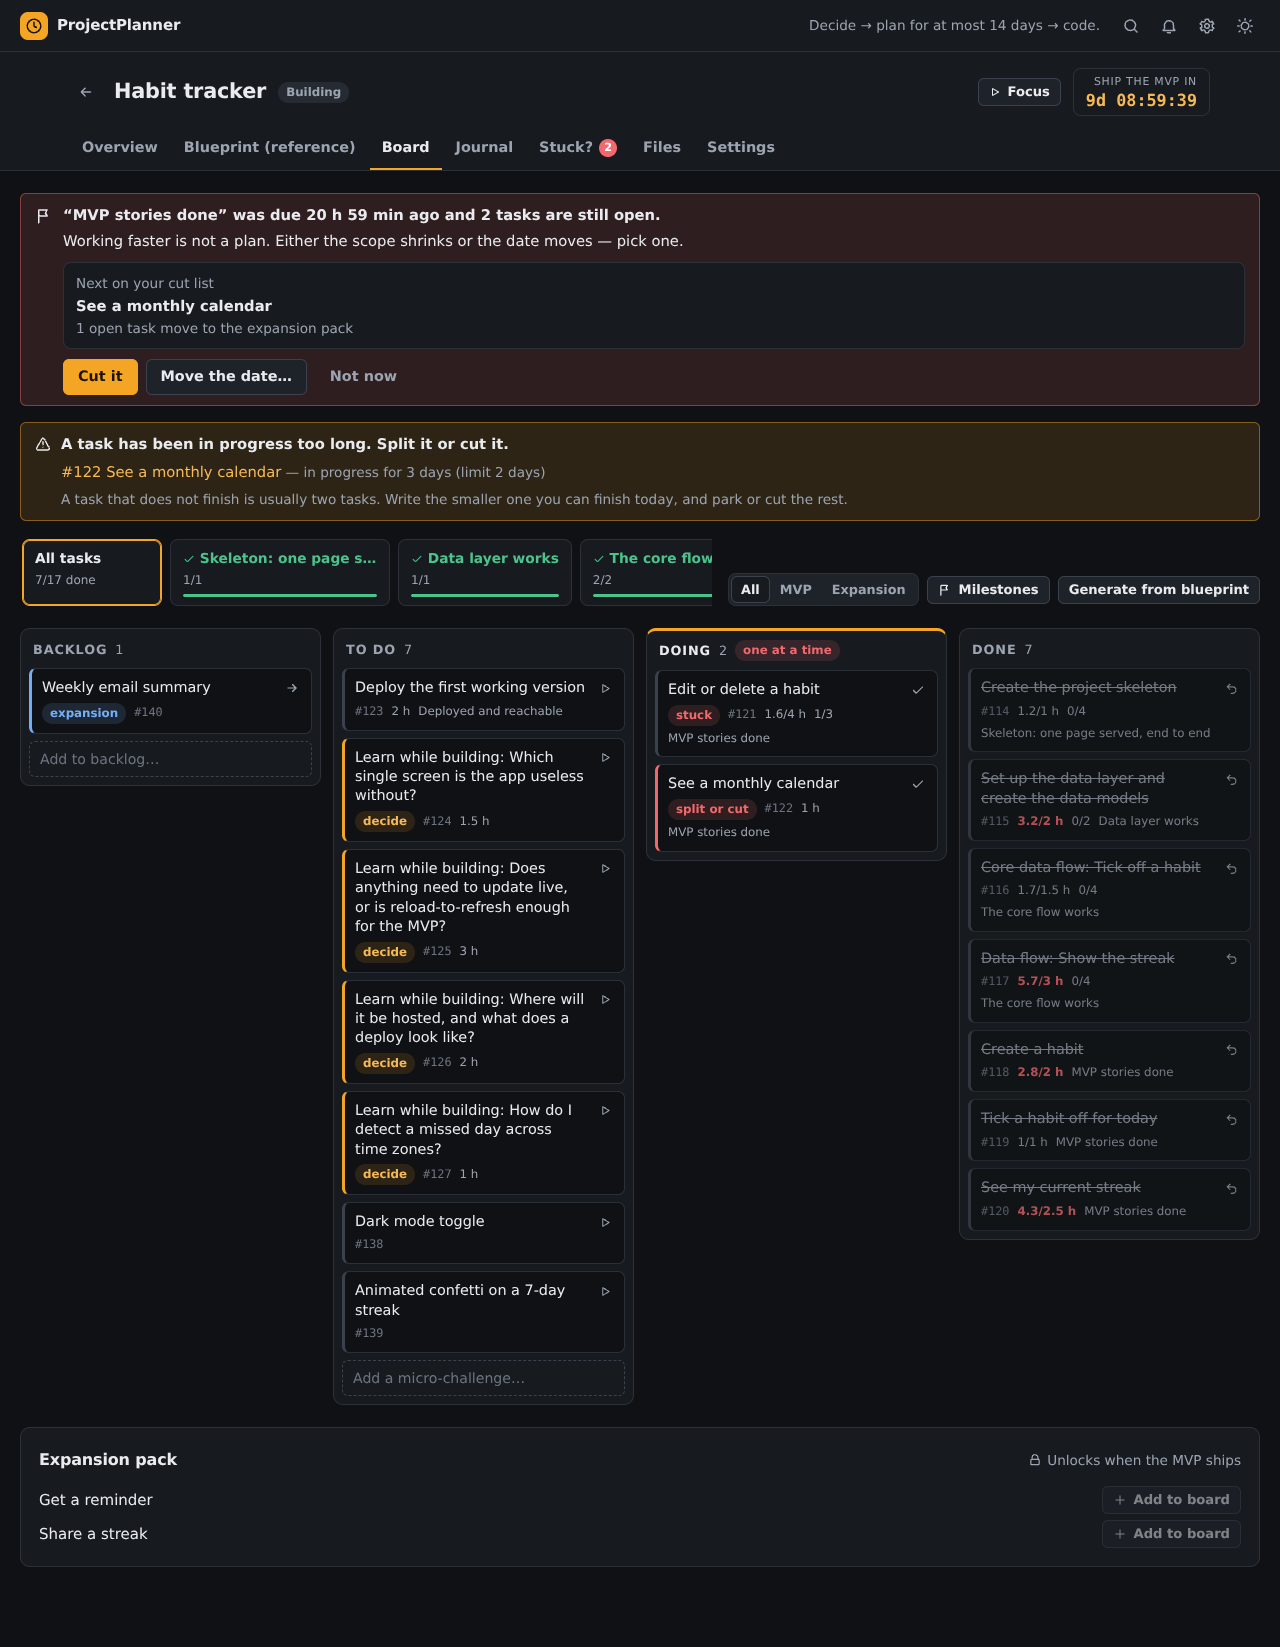 ProjectPlanner
Decide → plan for at most 14 days → code.
← Habit tracker Building
Focus
SHIP THE MVP IN
9d 08:59:39
Overview Blueprint (reference) Board Journal Stuck? 2 Files Settings
“MVP stories done” was due 20 h 59 min ago and 2 tasks are still open.
Working faster is not a plan. Either the scope shrinks or the date moves — pick one.
Next on your cut list
See a monthly calendar
1 open task move to the expansion pack
Cut it Move the date… Not now
A task has been in progress too long. Split it or cut it.
#122 See a monthly calendar — in progress for 3 days (limit 2 days)
A task that does not finish is usually two tasks. Write the smaller one you can finish today, and park or cut the rest.
All tasks
7/17 done
✓ Skeleton: one page s…
1/1
✓ Data layer works
1/1
✓ The core flow
2/2
All MVP Expansion
Milestones
Generate from blueprint
BACKLOG 1
Weekly email summary →
expansion #140
Add to backlog…
TO DO 7
Deploy the first working version
#123 2 h Deployed and reachable
Learn while building: Which
single screen is the app useless
without?
decide #124 1.5 h
Learn while building: Does
anything need to update live,
or is reload-to-refresh enough
for the MVP?
decide #125 3 h
Learn while building: Where will
it be hosted, and what does a
deploy look like?
decide #126 2 h
Learn while building: How do I
detect a missed day across
time zones?
decide #127 1 h
Dark mode toggle
#138
Animated confetti on a 7-day
streak
#139
Add a micro-challenge…
DOING 2 one at a time
Edit or delete a habit
stuck #121 1.6/4 h 1/3
MVP stories done
See a monthly calendar
split or cut #122 1 h
MVP stories done
DONE 7
Create the project skeleton
#114 1.2/1 h 0/4
Skeleton: one page served, end to end
Set up the data layer and
create the data models
#115 3.2/2 h 0/2 Data layer works
Core data flow: Tick off a habit
#116 1.7/1.5 h 0/4
The core flow works
Data flow: Show the streak
#117 5.7/3 h 0/4
The core flow works
Create a habit
#118 2.8/2 h MVP stories done
Tick a habit off for today
#119 1/1 h MVP stories done
See my current streak
#120 4.3/2.5 h MVP stories done
Expansion pack
Unlocks when the MVP ships
Get a reminder
+ Add to board
Share a streak
+ Add to board